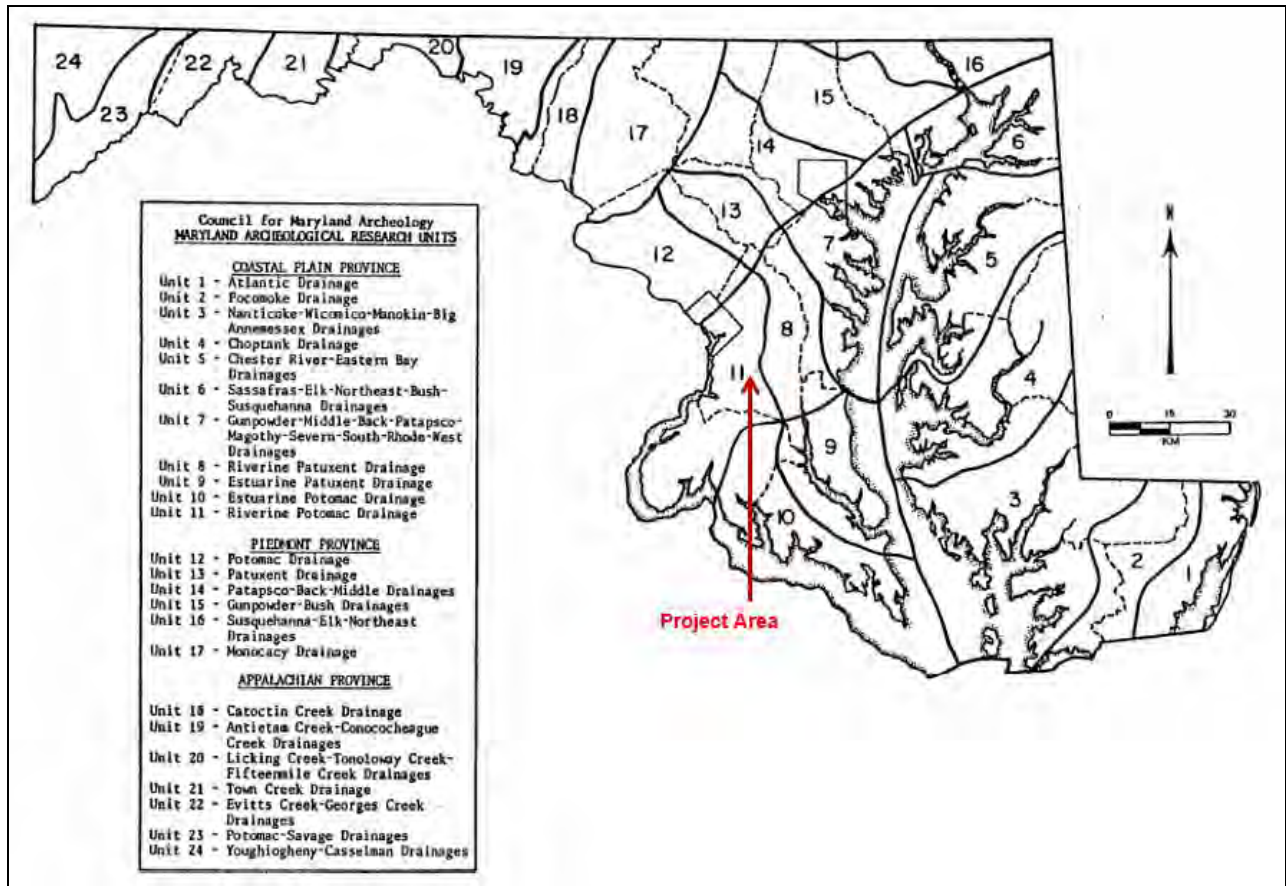 24
23
22
21
20
19
18
17
16
15
14
13
12
11
10
9
8
7
6
5
4
3
2
1
N
0 15 30
KM
Project Area
Council for Maryland Archeology
MARYLAND ARCHEOLOGICAL RESEARCH UNITS
COASTAL PLAIN PROVINCE
Unit 1 - Atlantic Drainage
Unit 2 - Pocomoke Drainage
Unit 3 - Nanticoke-Wicomico-Manokin-Big
Annemessex Drainages
Unit 4 - Choptank Drainage
Unit 5 - Chester River-Eastern Bay
Drainages
Unit 6 - Sassafras-Elk-Northeast-Bush-
Susquehanna Drainages
Unit 7 - Gunpowder-Middle-Back-Patapsco-
Magothy-Severn-South-Rhode-West
Drainages
Unit 8 - Riverine Patuxent Drainage
Unit 9 - Estuarine Patuxent Drainage
Unit 10 - Estuarine Potomac Drainage
Unit 11 - Riverine Potomac Drainage
PIEDMONT PROVINCE
Unit 12 - Potomac Drainage
Unit 13 - Patuxent Drainage
Unit 14 - Patapsco-Back-Middle Drainages
Unit 15 - Gunpowder-Bush Drainages
Unit 16 - Susquehanna-Elk-Northeast
Drainages
Unit 17 - Monocacy Drainage
APPALACHIAN PROVINCE
Unit 18 - Catoctin Creek Drainage
Unit 19 - Antietam Creek-Conococheague
Creek Drainages
Unit 20 - Licking Creek-Tonoloway Creek-
Fifteenmile Creek Drainages
Unit 21 - Town Creek Drainage
Unit 22 - Evitts Creek-Georges Creek
Drainages
Unit 23 - Potomac-Savage Drainages
Unit 24 - Youghiogheny-Casselman Drainages